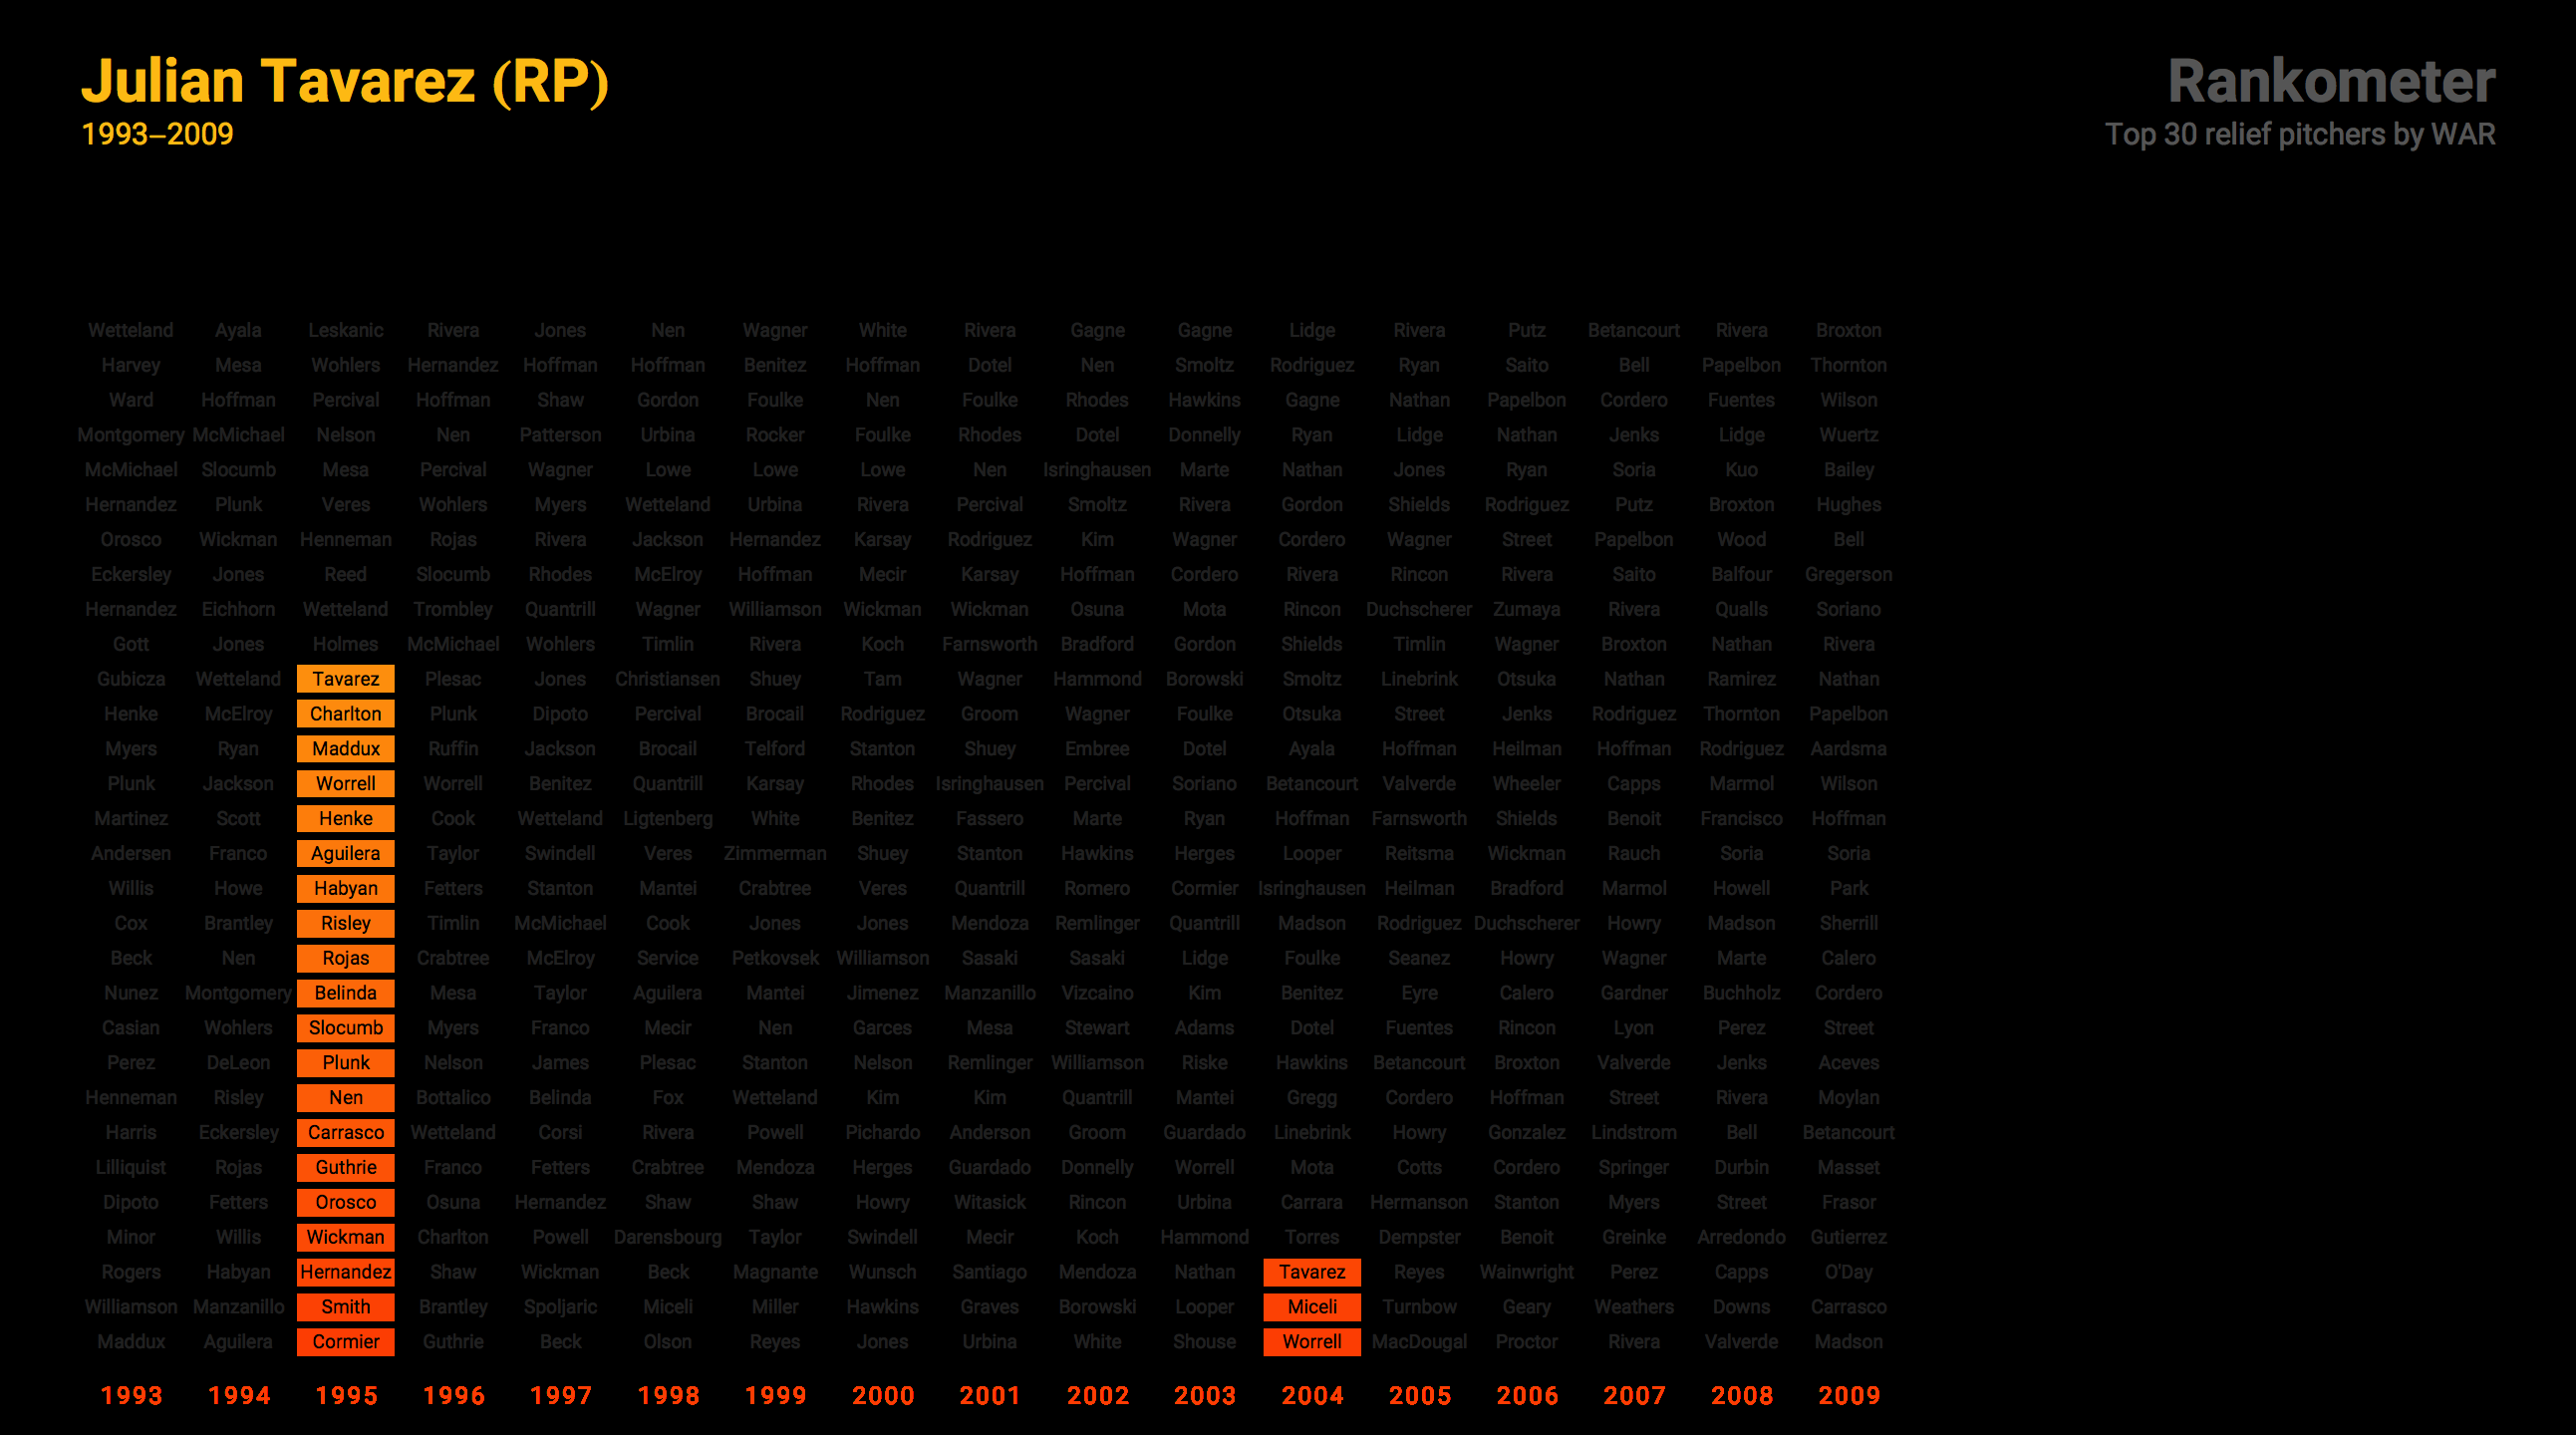 Julian Tavarez (RP)
1993–2009
Rankometer
Top 30 relief pitchers by WAR
Wetteland Ayala Leskanic Rivera Jones Nen Wagner White Rivera Gagne Gagne Lidge Rivera Putz Betancourt Rivera Broxton
Harvey Mesa Wohlers Hernandez Hoffman Hoffman Benitez Hoffman Dotel Nen Smoltz Rodriguez Ryan Saito Bell Papelbon Thornton
Ward Hoffman Percival Hoffman Shaw Gordon Foulke Nen Foulke Rhodes Hawkins Gagne Nathan Papelbon Cordero Fuentes Wilson
Montgomery McMichael Nelson Nen Patterson Urbina Rocker Foulke Rhodes Dotel Donnelly Ryan Lidge Nathan Jenks Lidge Wuertz
McMichael Slocumb Mesa Percival Wagner Lowe Lowe Lowe Nen Isringhausen Marte Nathan Jones Ryan Soria Kuo Bailey
Hernandez Plunk Veres Wohlers Myers Wetteland Urbina Rivera Percival Smoltz Rivera Gordon Shields Rodriguez Putz Broxton Hughes
Orosco Wickman Henneman Rojas Rivera Jackson Hernandez Karsay Rodriguez Kim Wagner Cordero Wagner Street Papelbon Wood Bell
Eckersley Jones Reed Slocumb Rhodes McElroy Hoffman Mecir Karsay Hoffman Cordero Rivera Rincon Rivera Saito Balfour Gregerson
Hernandez Eichhorn Wetteland Trombley Quantrill Wagner Williamson Wickman Wickman Osuna Mota Rincon Duchscherer Zumaya Rivera Qualls Soriano
Gott Jones Holmes McMichael Wohlers Timlin Rivera Koch Farnsworth Bradford Gordon Shields Timlin Wagner Broxton Nathan Rivera
Gubicza Wetteland Tavarez Plesac Jones Christiansen Shuey Tam Wagner Hammond Borowski Smoltz Linebrink Otsuka Nathan Ramirez Nathan
Henke McElroy Charlton Plunk Dipoto Percival Brocail Rodriguez Groom Wagner Foulke Otsuka Street Jenks Rodriguez Thornton Papelbon
Myers Ryan Maddux Ruffin Jackson Brocail Telford Stanton Shuey Embree Dotel Ayala Hoffman Heilman Hoffman Rodriguez Aardsma
Plunk Jackson Worrell Worrell Benitez Quantrill Karsay Rhodes Isringhausen Percival Soriano Betancourt Valverde Wheeler Capps Marmol Wilson
Martinez Scott Henke Cook Wetteland Ligtenberg White Benitez Fassero Marte Ryan Hoffman Farnsworth Shields Benoit Francisco Hoffman
Andersen Franco Aguilera Taylor Swindell Veres Zimmerman Shuey Stanton Hawkins Herges Looper Reitsma Wickman Rauch Soria Soria
Willis Howe Habyan Fetters Stanton Mantei Crabtree Veres Quantrill Romero Cormier Isringhausen Heilman Bradford Marmol Howell Park
Cox Brantley Risley Timlin McMichael Cook Jones Jones Mendoza Remlinger Quantrill Madson Rodriguez Duchscherer Howry Madson Sherrill
Beck Nen Rojas Crabtree McElroy Service Petkovsek Williamson Sasaki Sasaki Lidge Foulke Seanez Howry Wagner Marte Calero
Nunez Montgomery Belinda Mesa Taylor Aguilera Mantei Jimenez Manzanillo Vizcaino Kim Benitez Eyre Calero Gardner Buchholz Cordero
Casian Wohlers Slocumb Myers Franco Mecir Nen Garces Mesa Stewart Adams Dotel Fuentes Rincon Lyon Perez Street
Perez DeLeon Plunk Nelson James Plesac Stanton Nelson Remlinger Williamson Riske Hawkins Betancourt Broxton Valverde Jenks Aceves
Henneman Risley Nen Bottalico Belinda Fox Wetteland Kim Kim Quantrill Mantei Gregg Cordero Hoffman Street Rivera Moylan
Harris Eckersley Carrasco Wetteland Corsi Rivera Powell Pichardo Anderson Groom Guardado Linebrink Howry Gonzalez Lindstrom Bell Betancourt
Lilliquist Rojas Guthrie Franco Fetters Crabtree Mendoza Herges Guardado Donnelly Worrell Mota Cotts Cordero Springer Durbin Masset
Dipoto Fetters Orosco Osuna Hernandez Shaw Shaw Howry Witasick Rincon Urbina Carrara Hermanson Stanton Myers Street Frasor
Minor Willis Wickman Charlton Powell Darensbourg Taylor Swindell Mecir Koch Hammond Torres Dempster Benoit Greinke Arredondo Gutierrez
Rogers Habyan Hernandez Shaw Wickman Beck Magnante Wunsch Santiago Mendoza Nathan Tavarez Reyes Wainwright Perez Capps O'Day
Williamson Manzanillo Smith Brantley Spoljaric Miceli Miller Hawkins Graves Borowski Looper Miceli Turnbow Geary Weathers Downs Carrasco
Maddux Aguilera Cormier Guthrie Beck Olson Reyes Jones Urbina White Shouse Worrell MacDougal Proctor Rivera Valverde Madson
1993 1994 1995 1996 1997 1998 1999 2000 2001 2002 2003 2004 2005 2006 2007 2008 2009